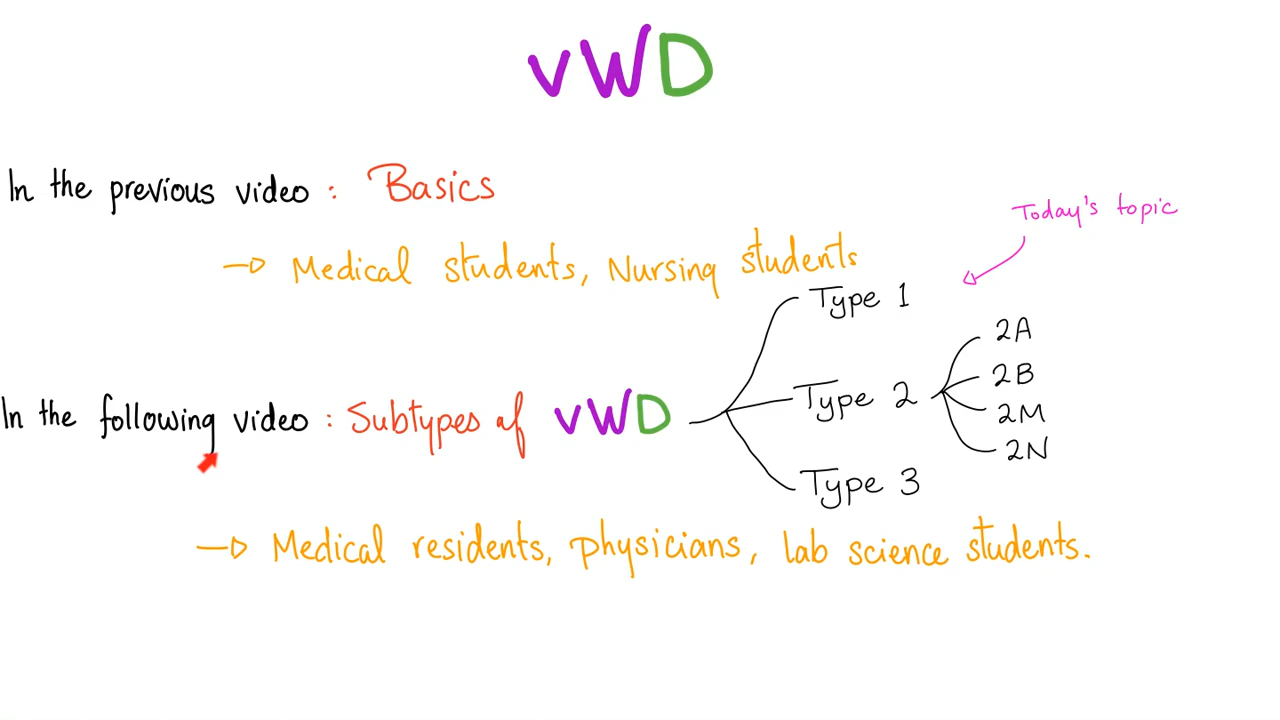 vWD
In the previous video : Basics
Today's topic
→ Medical students, Nursing students
Type 1
2A
2B
In the following video : Subtypes of vWD
Type 2
2M
2N
Type 3
→ Medical residents, physicians, lab science students.